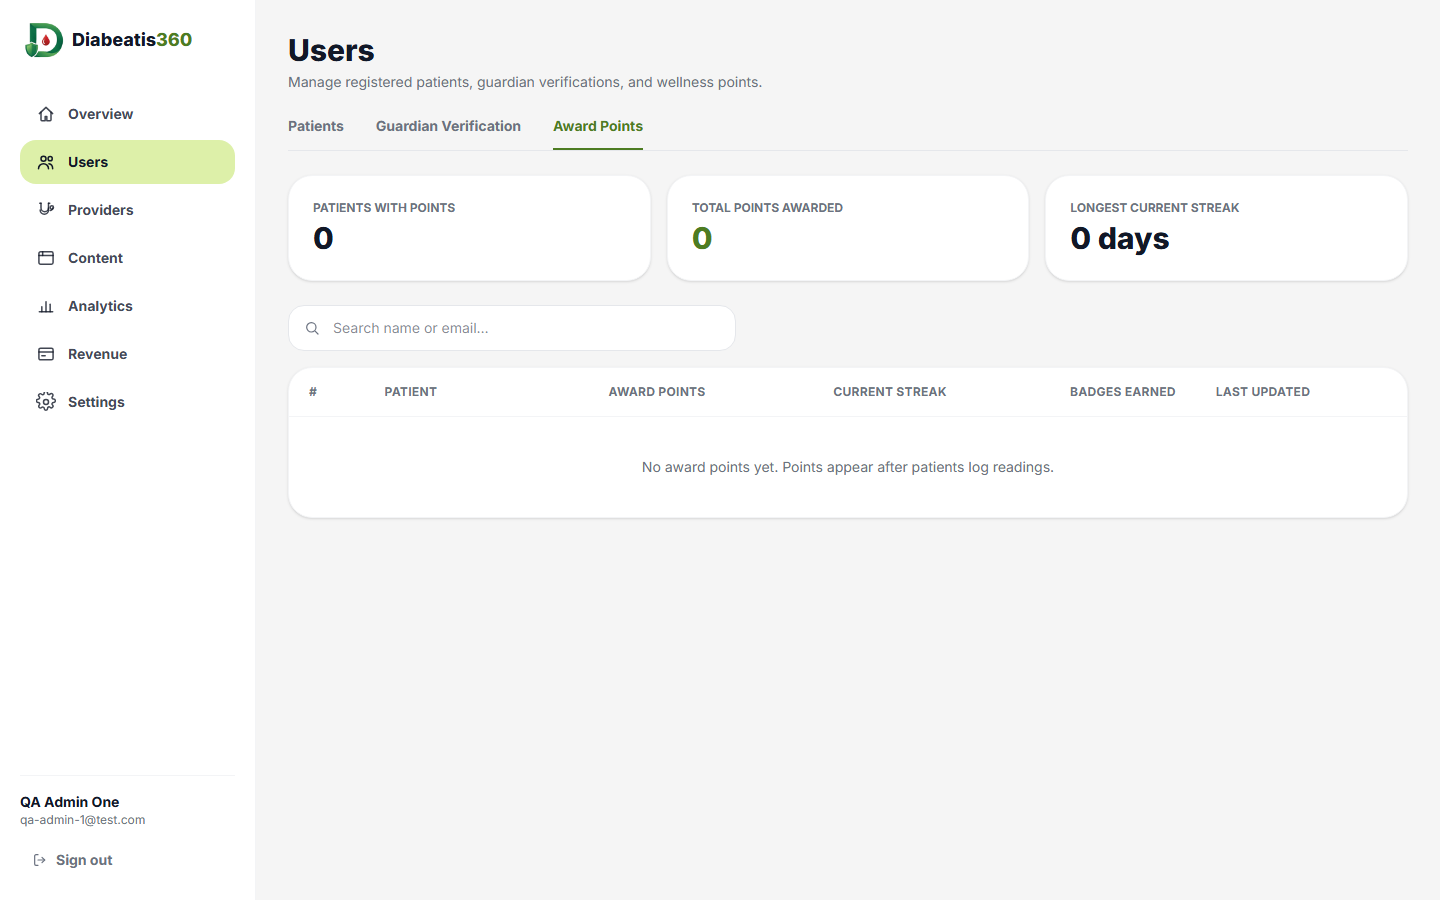 Diabeatis360
Overview
Users
Providers
Content
Analytics
Revenue
Settings
QA Admin One
qa-admin-1@test.com
Sign out
Users
Manage registered patients, guardian verifications, and wellness points.
Patients Guardian Verification Award Points
PATIENTS WITH POINTS
0
TOTAL POINTS AWARDED
0
LONGEST CURRENT STREAK
0 days
Search name or email...
# PATIENT AWARD POINTS CURRENT STREAK BADGES EARNED LAST UPDATED
No award points yet. Points appear after patients log readings.